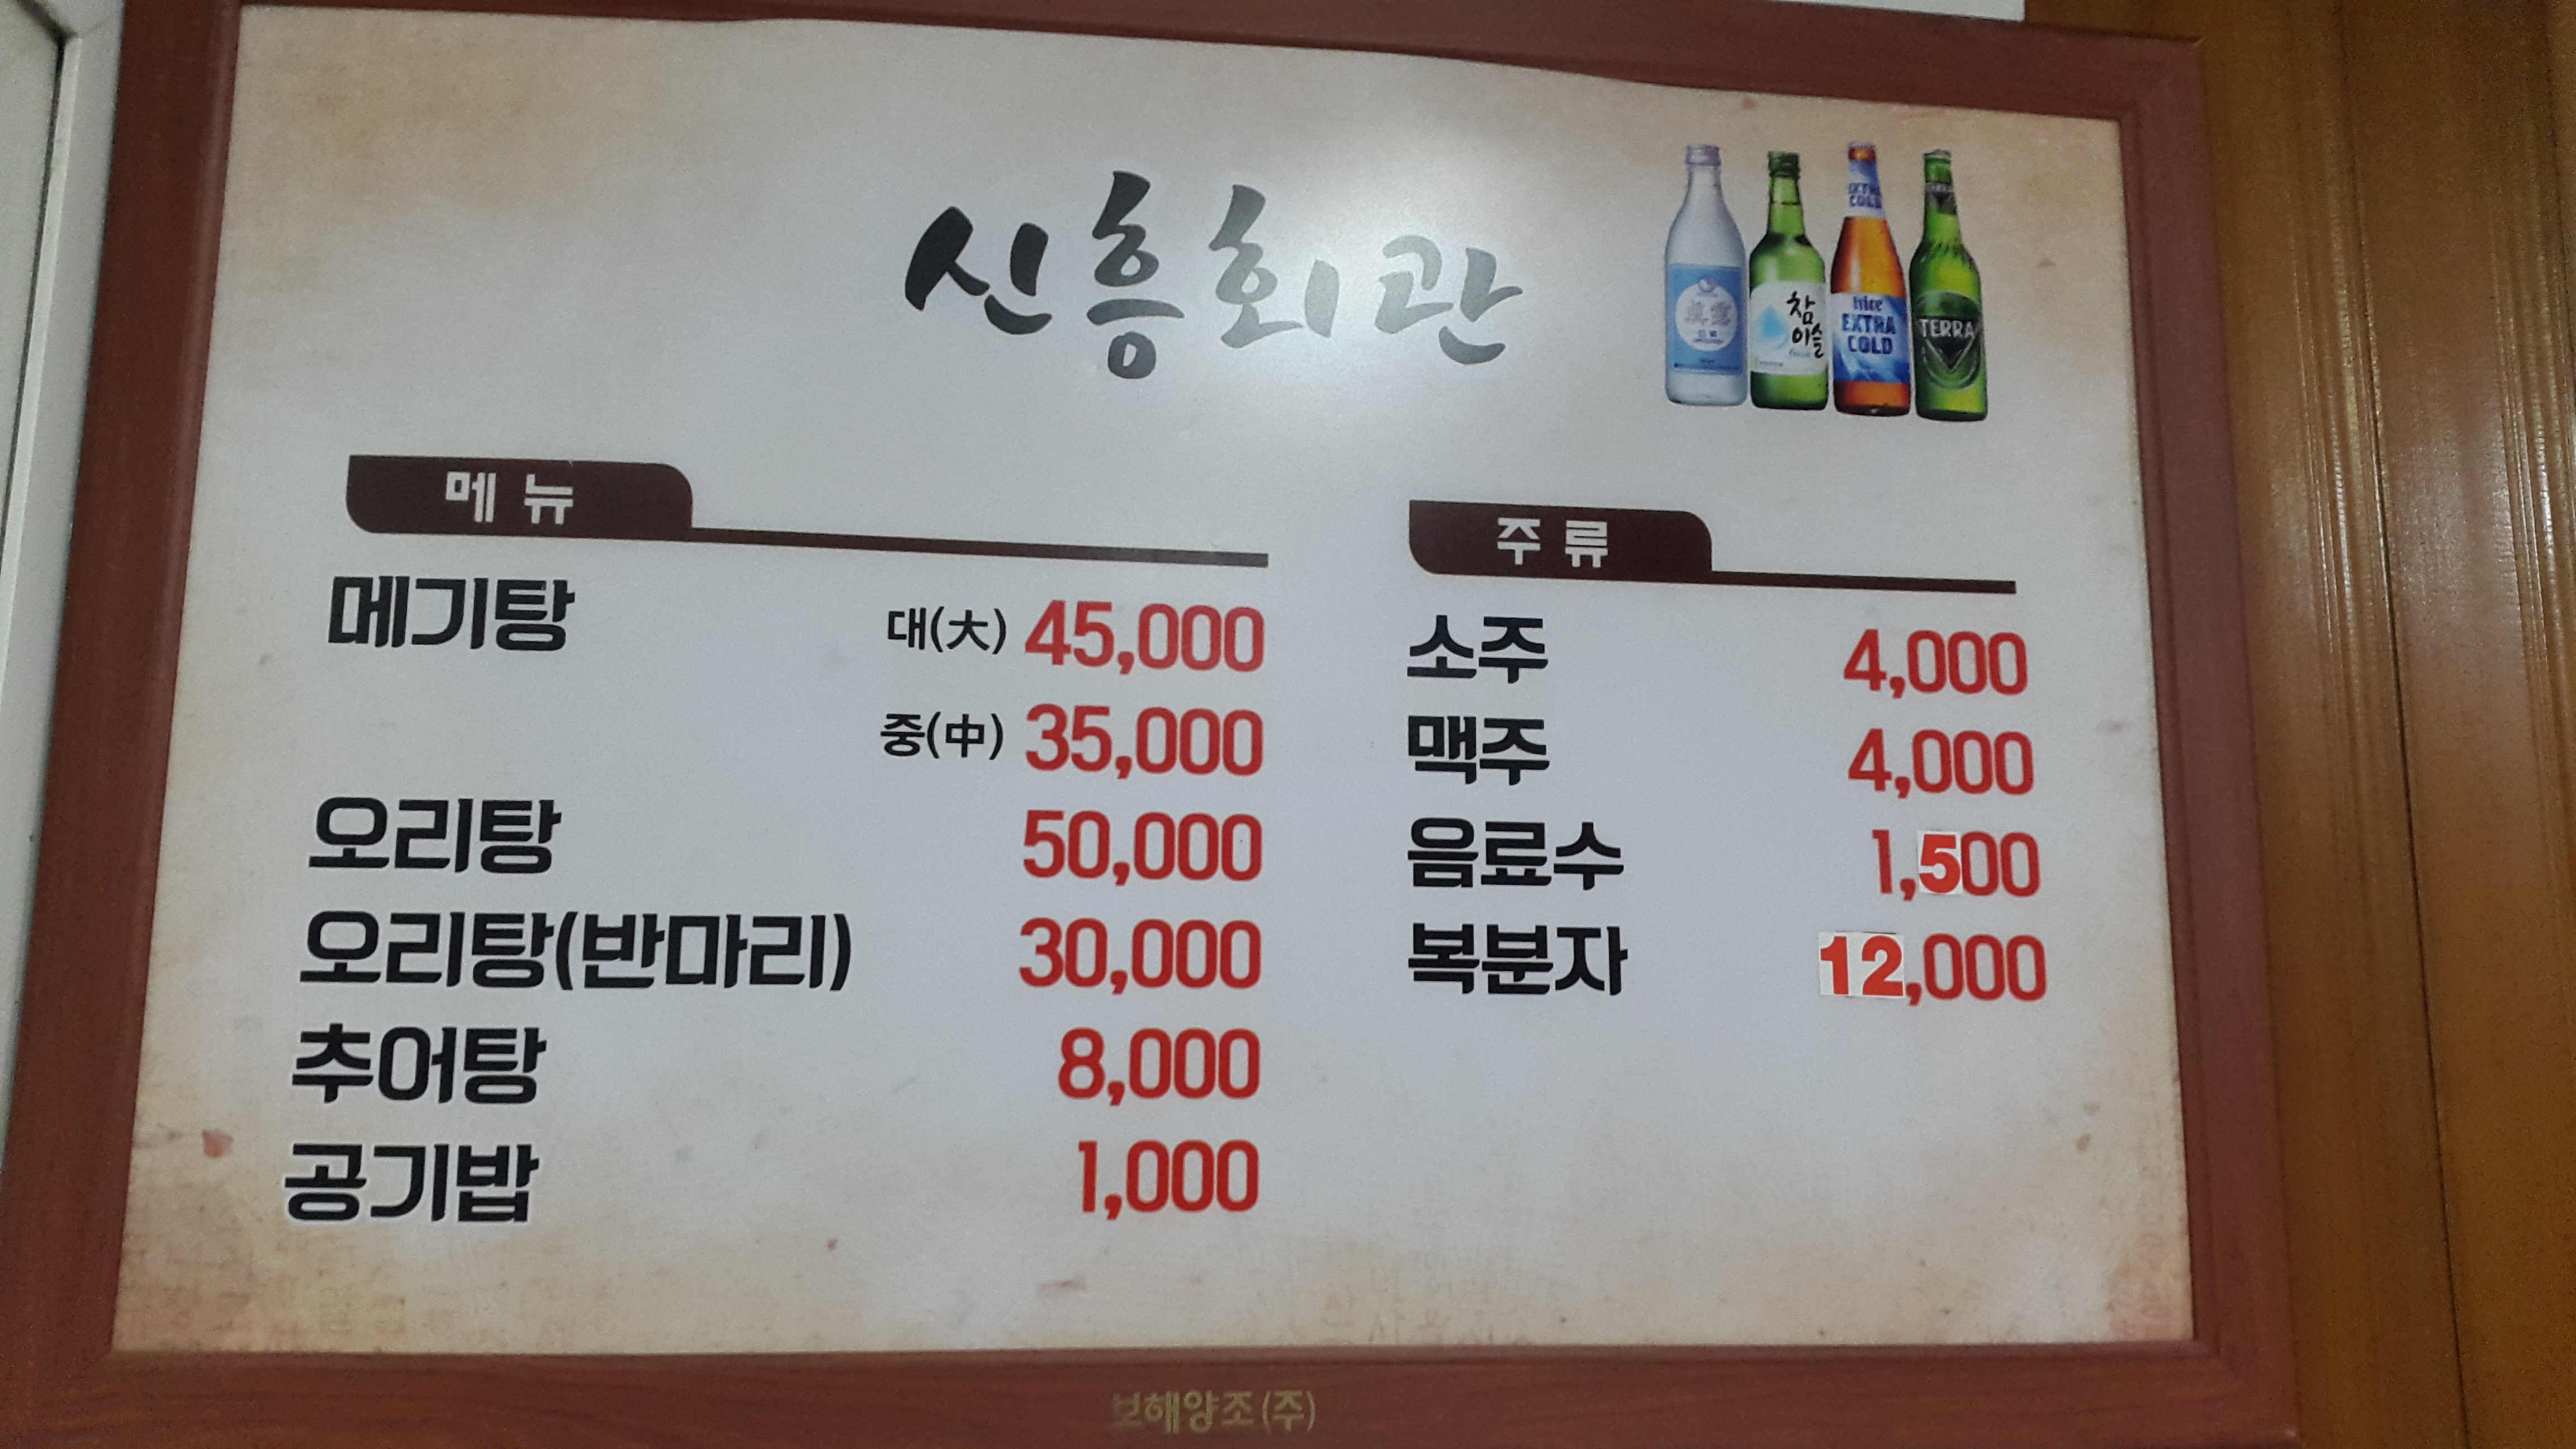 신흥회관
참
이슬
fresh
EXTRA
COLD
EXTRA
COLD
TERRA
메뉴
메기탕 대(大) 45,000
중(中) 35,000
오리탕 50,000
오리탕(반마리) 30,000
추어탕 8,000
공기밥 1,000
주류
소주 4,000
맥주 4,000
음료수 1,500
복분자 12,000
보해양조(주)